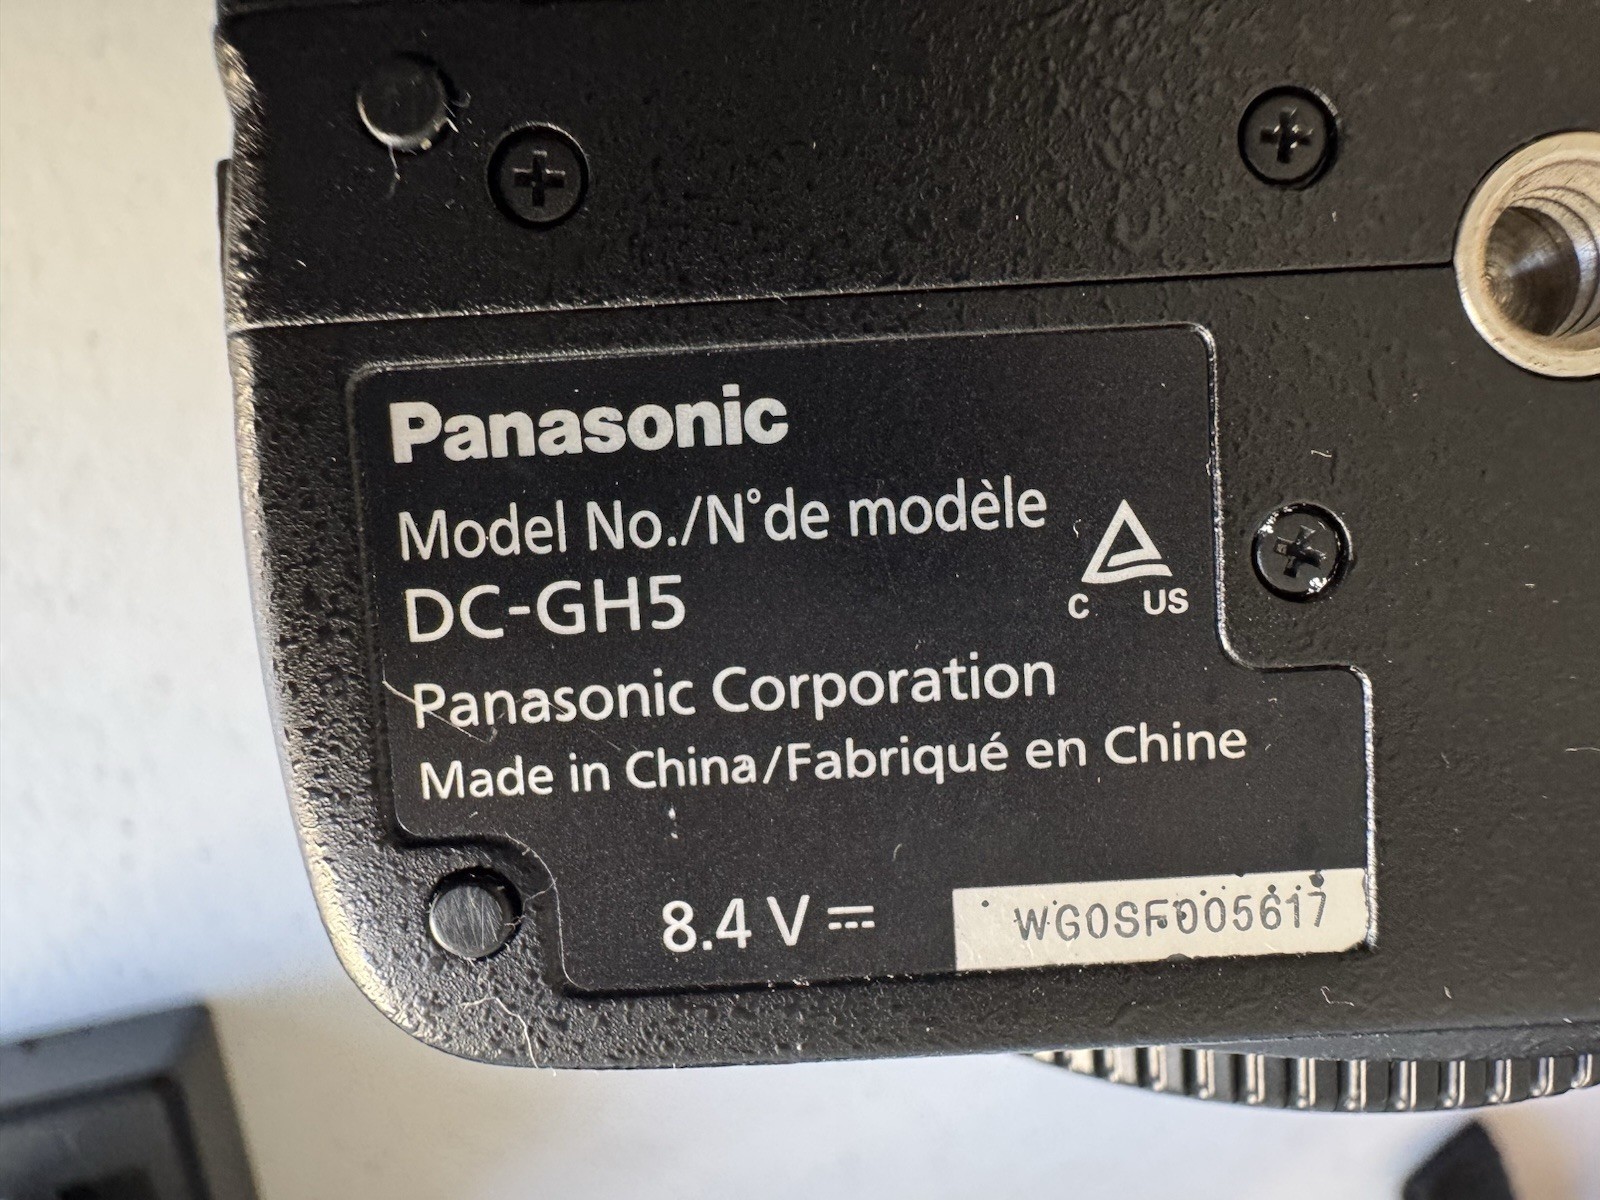 Panasonic
Model No./N°de modèle
DC-GH5
C US
Panasonic Corporation
Made in China/Fabriqué en Chine
8.4 V ⎓
WG0SF005617